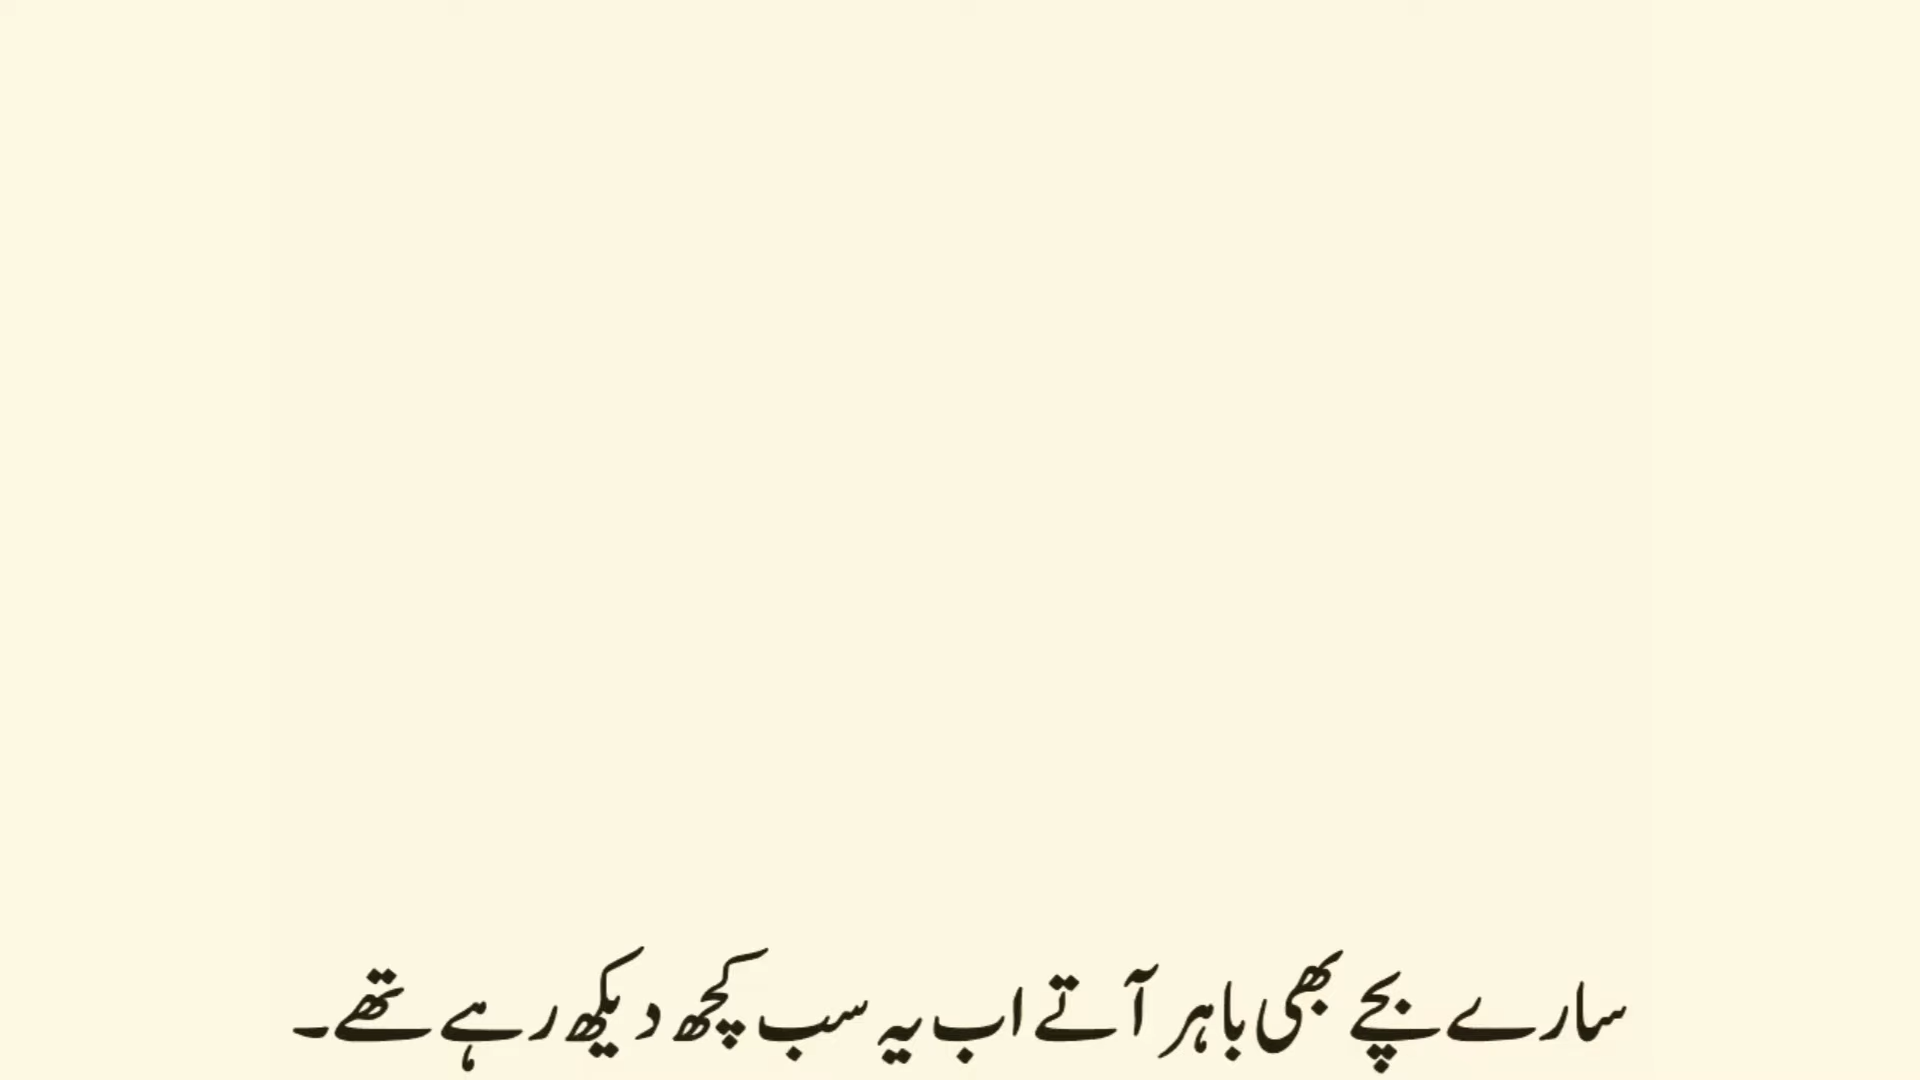 سارے بچے بھی باہر آتے اب یہ سب کچھ دیکھ رہے تھے۔